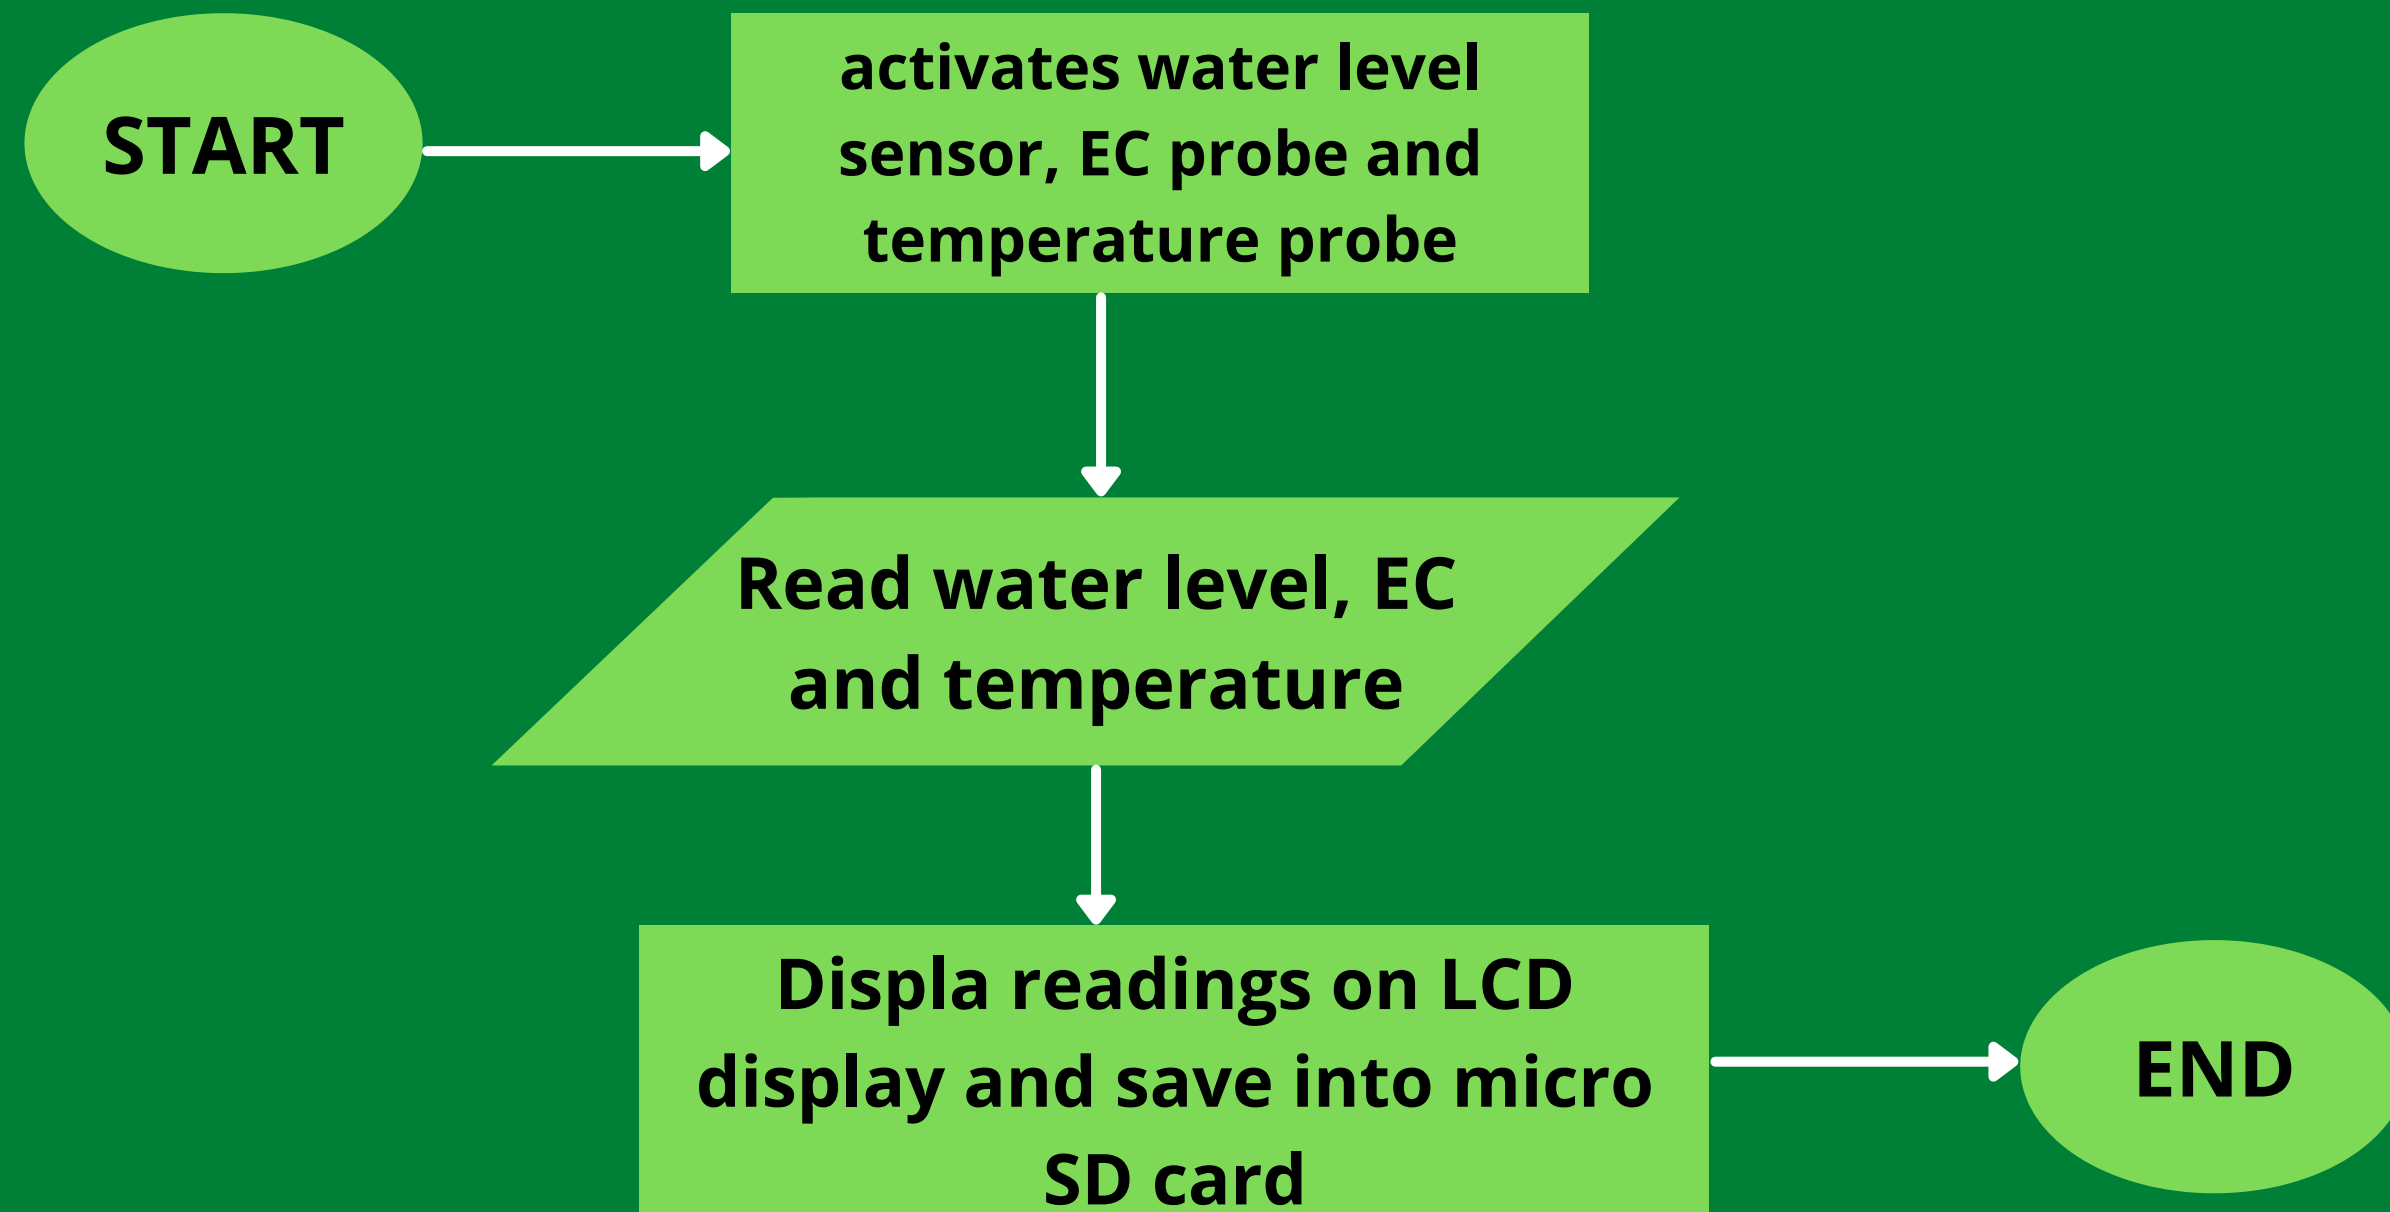 START
activates water level
sensor, EC probe and
temperature probe
Read water level, EC
and temperature
Displa readings on LCD
display and save into micro
SD card
END